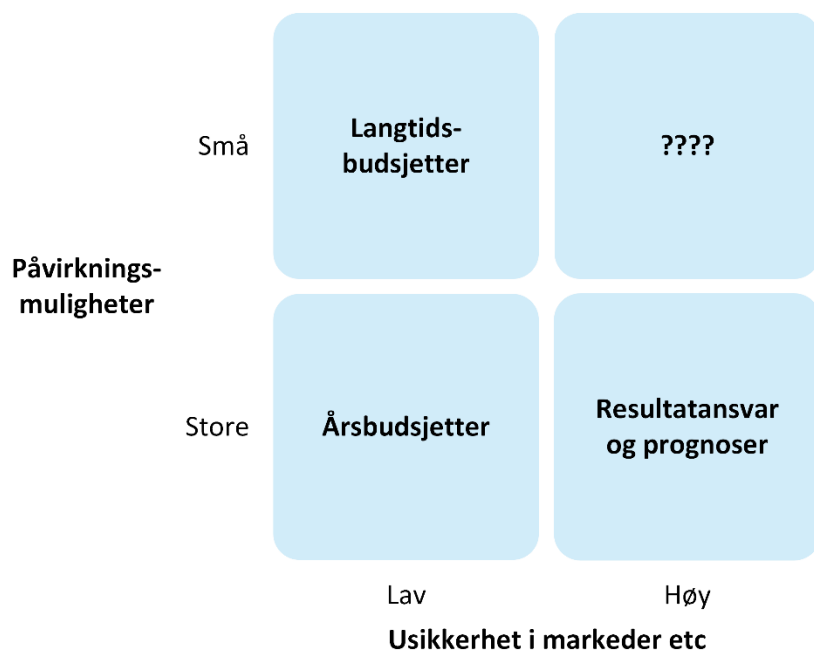 Langtids-
budsjetter
????
Små
Påvirknings-
muligheter
Store
Årsbudsjetter
Resultatansvar
og prognoser
Lav
Høy
Usikkerhet i markeder etc